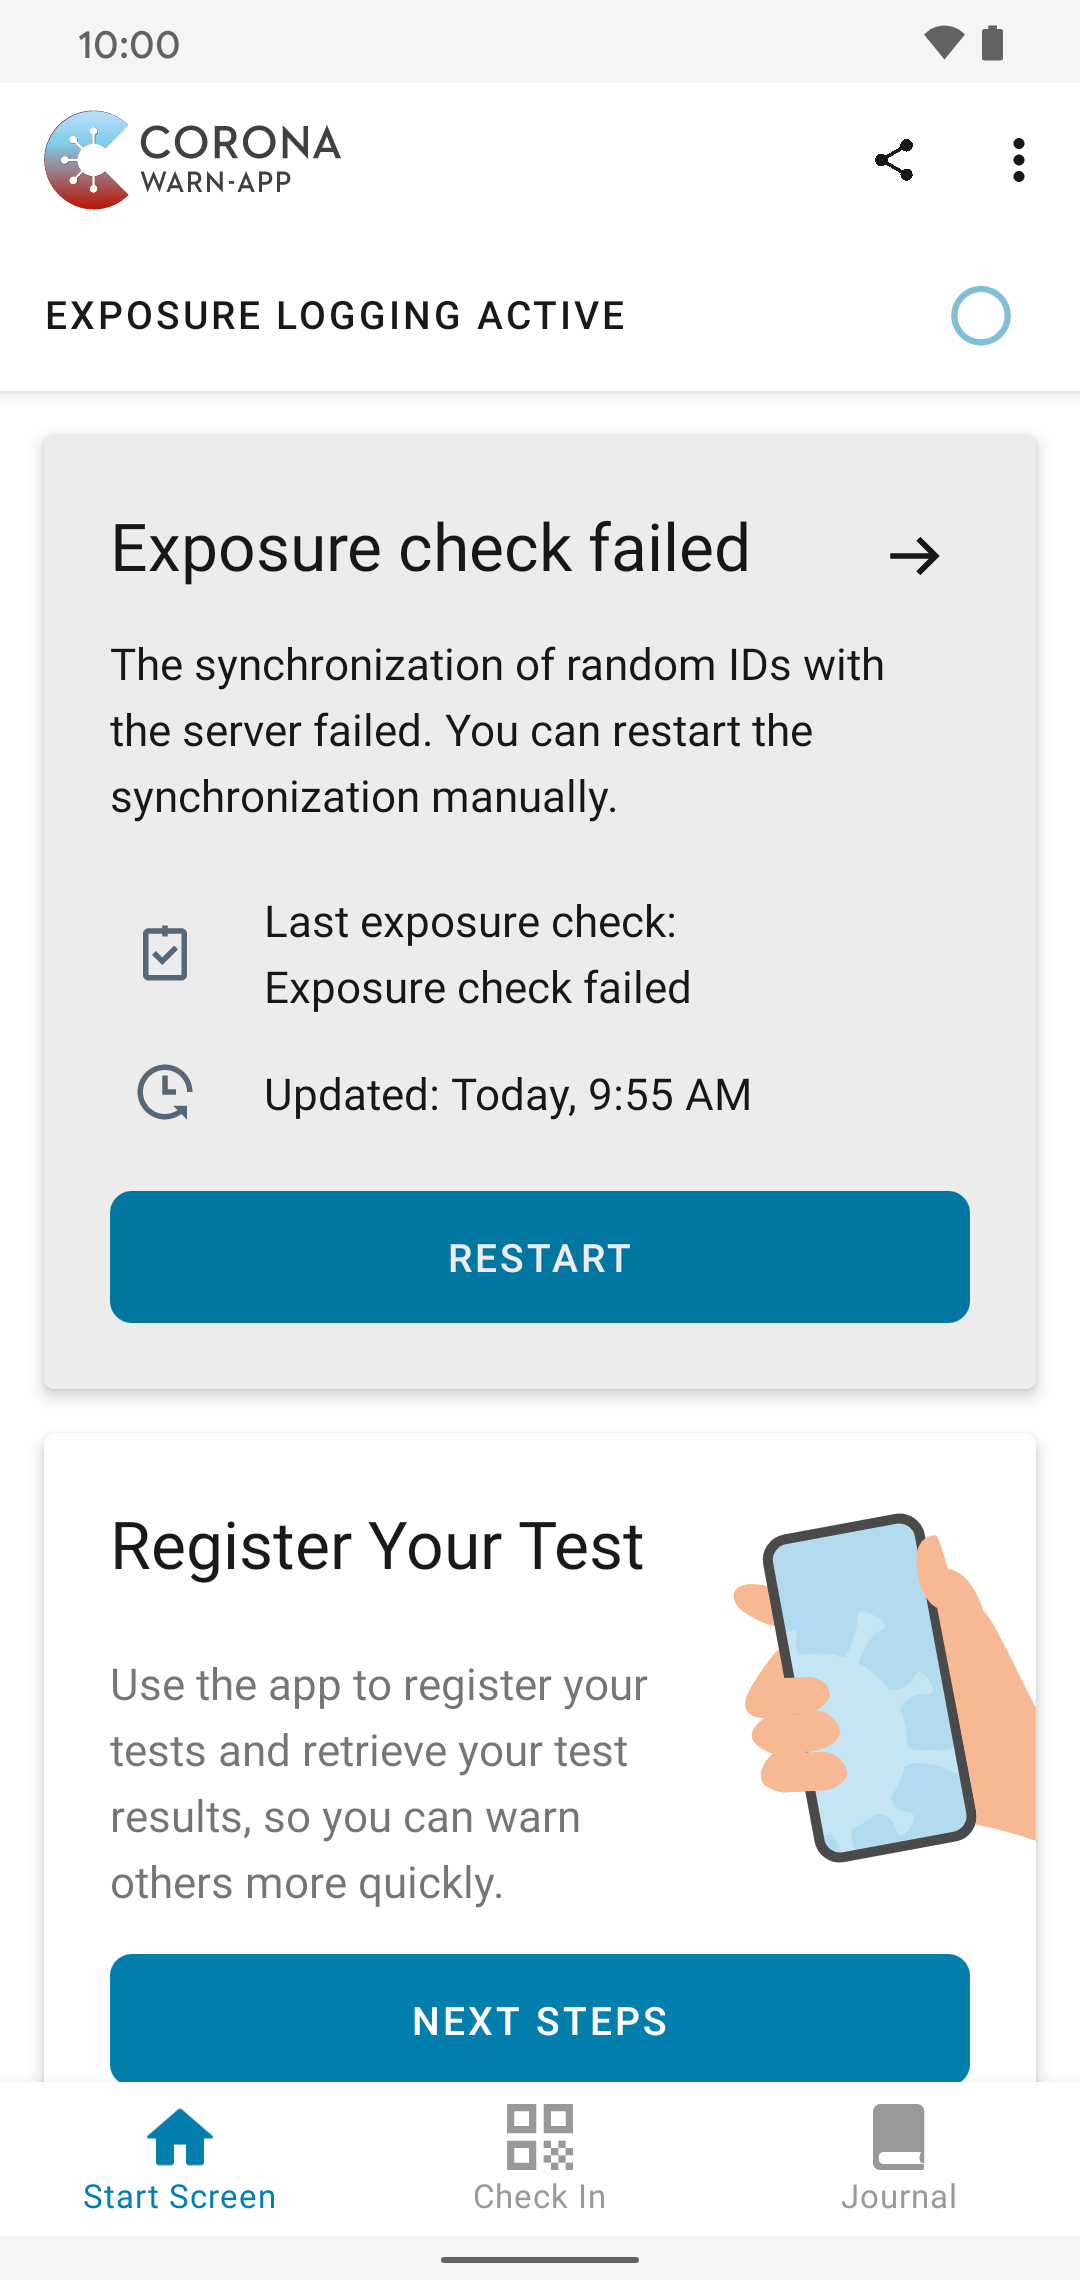 10:00
CORONA
WARN-APP
EXPOSURE LOGGING ACTIVE
Exposure check failed
The synchronization of random IDs with
the server failed. You can restart the
synchronization manually.
Last exposure check:
Exposure check failed
Updated: Today, 9:55 AM
RESTART
Register Your Test
Use the app to register your
tests and retrieve your test
results, so you can warn
others more quickly.
NEXT STEPS
Start Screen
Check In
Journal